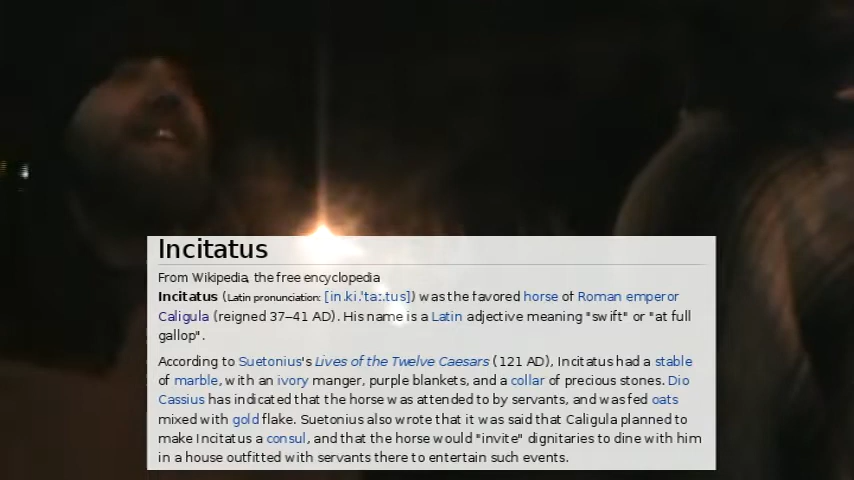 Incitatus
From Wikipedia, the free encyclopedia
Incitatus (Latin pronunciation: [in.ki.ˈtaː.tus]) was the favored horse of Roman emperor
Caligula (reigned 37–41 AD). His name is a Latin adjective meaning "swift" or "at full
gallop".
According to Suetonius's Lives of the Twelve Caesars (121 AD), Incitatus had a stable
of marble, with an ivory manger, purple blankets, and a collar of precious stones. Dio
Cassius has indicated that the horse was attended to by servants, and was fed oats
mixed with gold flake. Suetonius also wrote that it was said that Caligula planned to
make Incitatus a consul, and that the horse would "invite" dignitaries to dine with him
in a house outfitted with servants there to entertain such events.